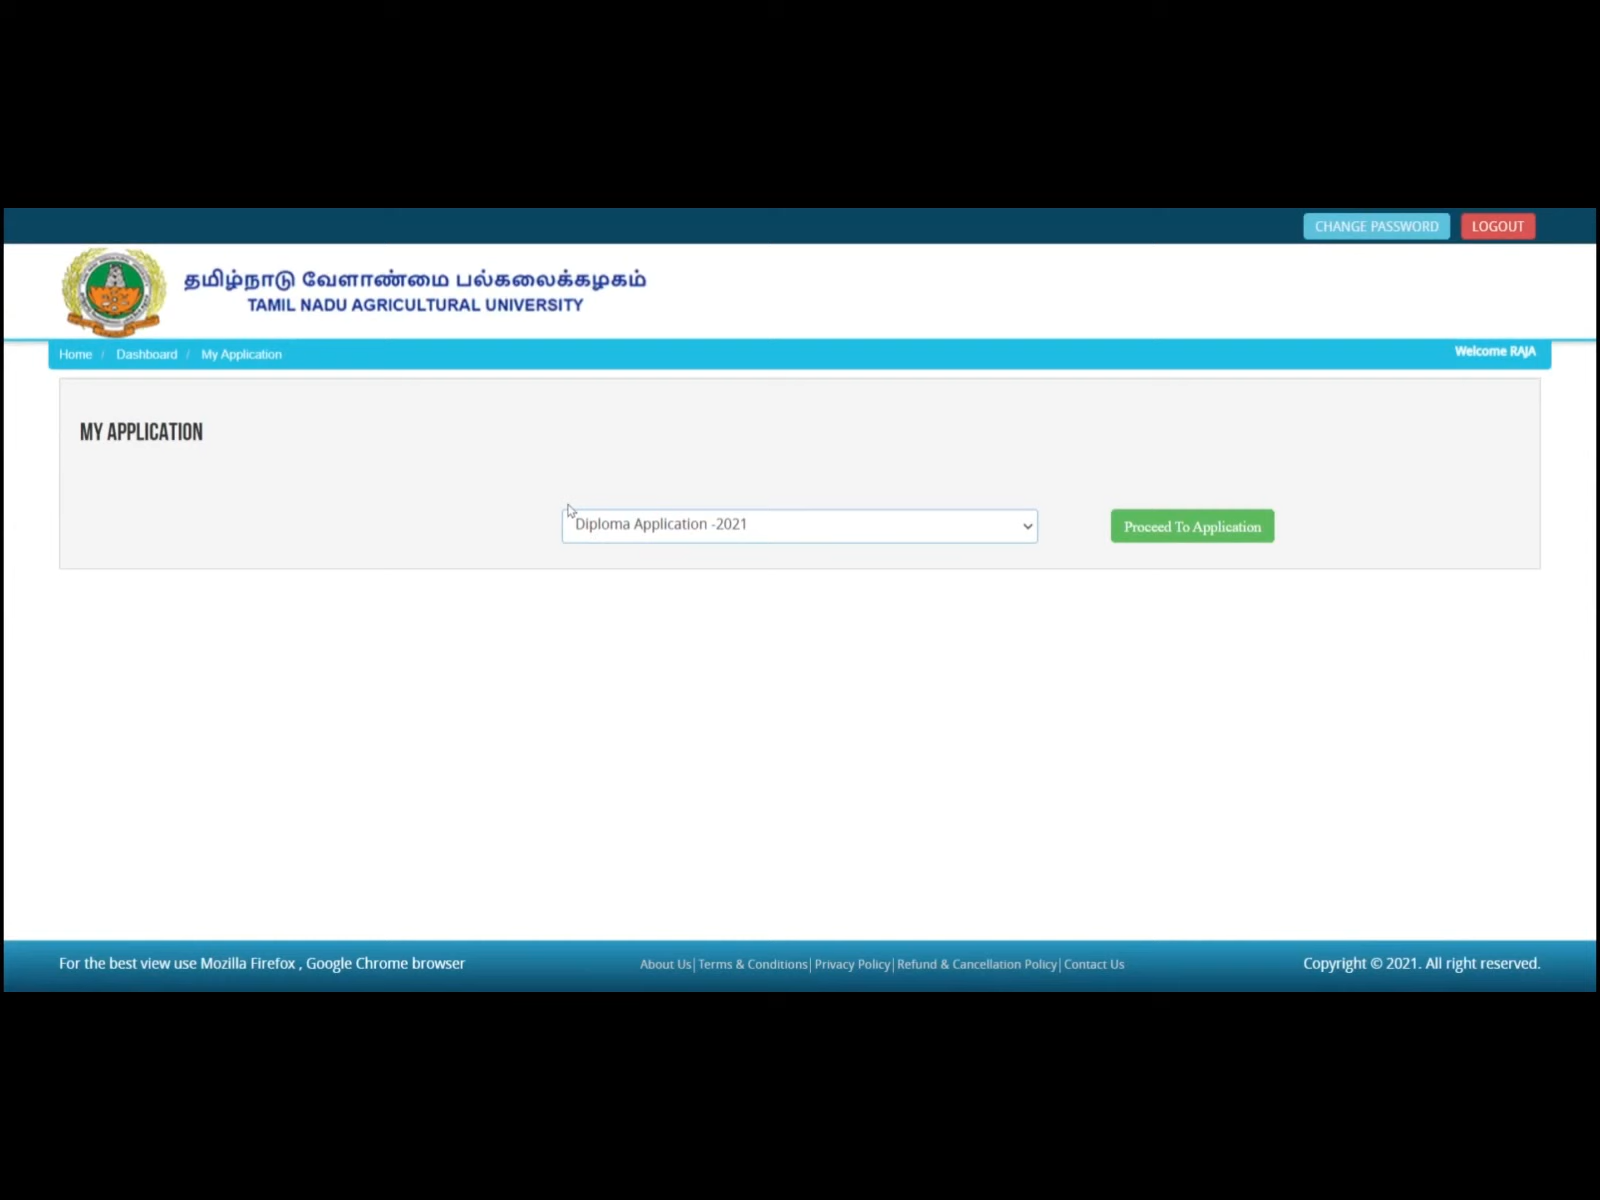 CHANGE PASSWORD LOGOUT
தமிழ்நாடு வேளாண்மை பல்கலைக்கழகம்
TAMIL NADU AGRICULTURAL UNIVERSITY
Home / Dashboard / My Application Welcome RAJA
MY APPLICATION
Diploma Application -2021 Proceed To Application
For the best view use Mozilla Firefox , Google Chrome browser About Us| Terms & Conditions| Privacy Policy| Refund & Cancellation Policy| Contact Us Copyright © 2021. All right reserved.